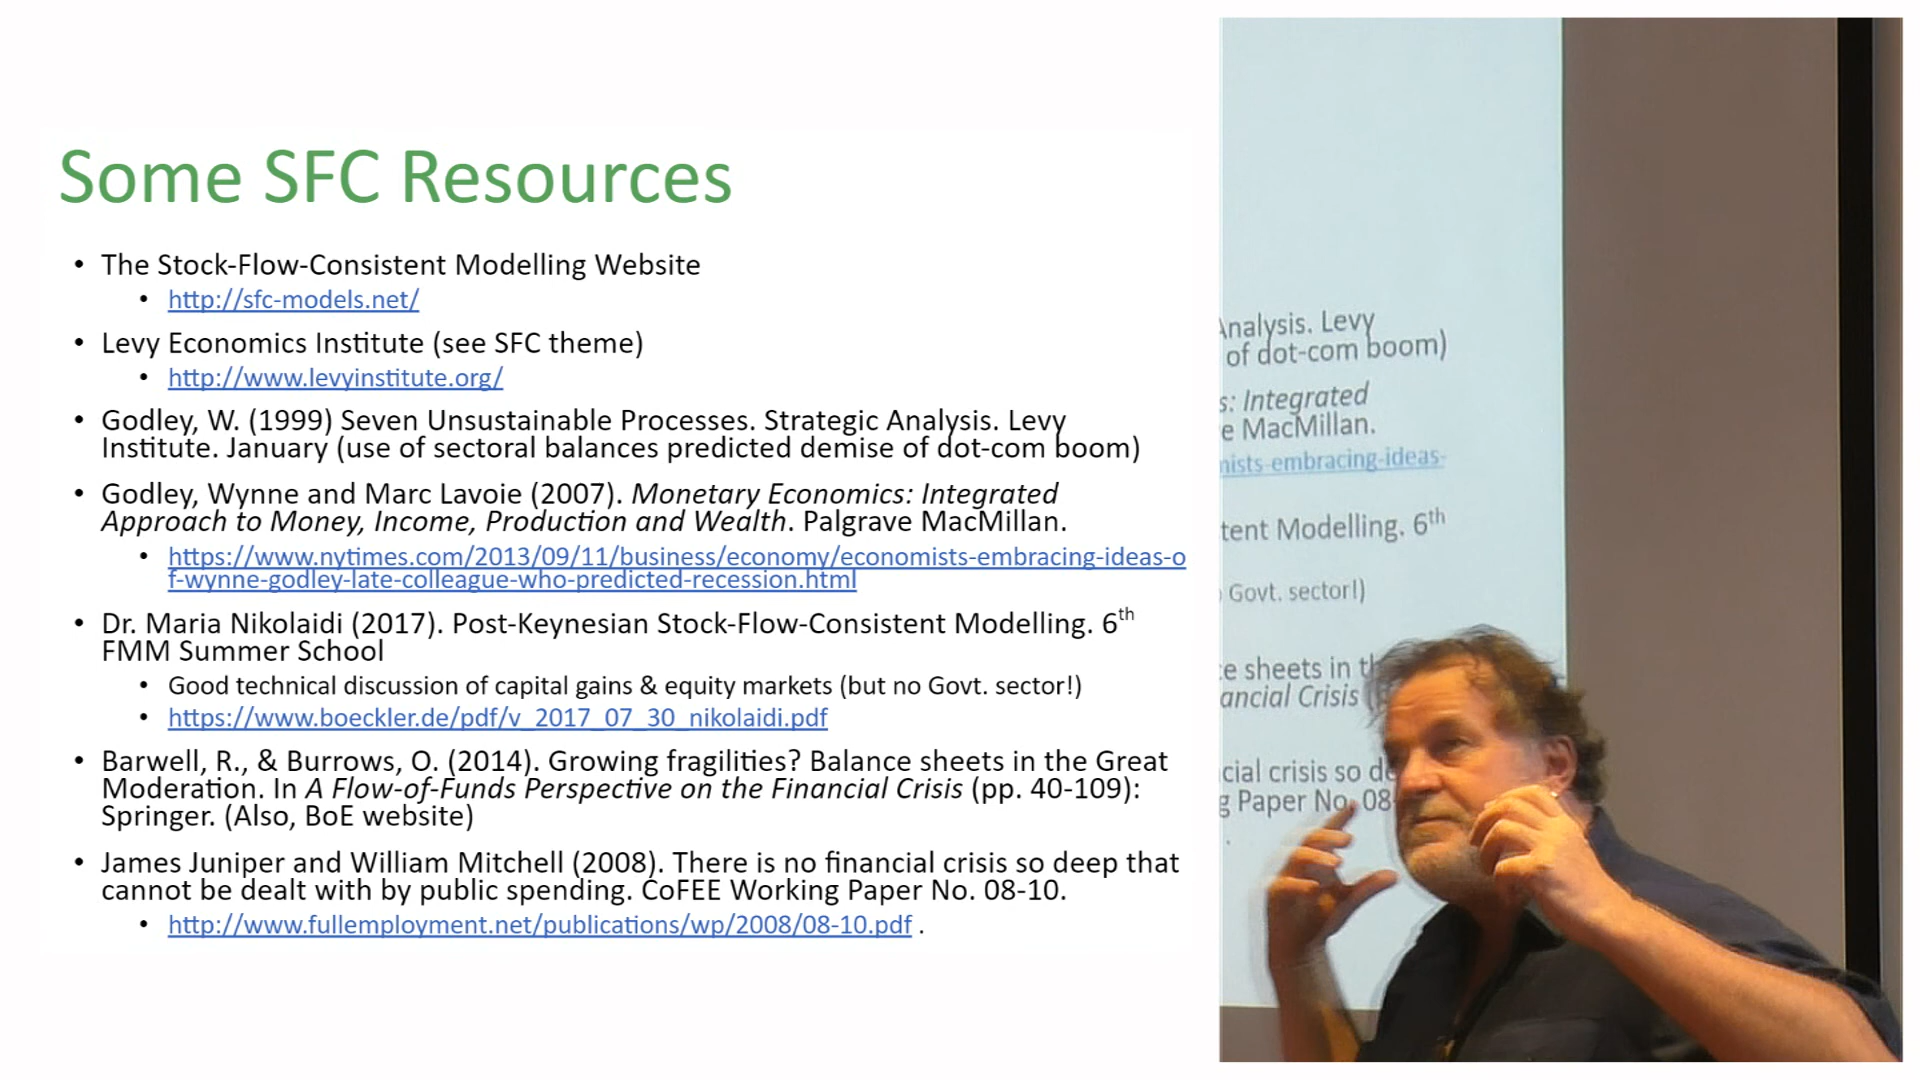 Some SFC Resources
• The Stock-Flow-Consistent Modelling Website
• http://sfc-models.net/
• Levy Economics Institute (see SFC theme)
• http://www.levyinstitute.org/
• Godley, W. (1999) Seven Unsustainable Processes. Strategic Analysis. Levy
Institute. January (use of sectoral balances predicted demise of dot-com boom)
• Godley, Wynne and Marc Lavoie (2007). Monetary Economics: Integrated
Approach to Money, Income, Production and Wealth. Palgrave MacMillan.
• https://www.nytimes.com/2013/09/11/business/economy/economists-embracing-ideas-o
f-wynne-godley-late-colleague-who-predicted-recession.html
• Dr. Maria Nikolaidi (2017). Post-Keynesian Stock-Flow-Consistent Modelling. 6th
FMM Summer School
• Good technical discussion of capital gains & equity markets (but no Govt. sector!)
• https://www.boeckler.de/pdf/v_2017_07_30_nikolaidi.pdf
• Barwell, R., & Burrows, O. (2014). Growing fragilities? Balance sheets in the Great
Moderation. In A Flow-of-Funds Perspective on the Financial Crisis (pp. 40-109):
Springer. (Also, BoE website)
• James Juniper and William Mitchell (2008). There is no financial crisis so deep that
cannot be dealt with by public spending. CoFEE Working Paper No. 08-10.
• http://www.fullemployment.net/publications/wp/2008/08-10.pdf .
Analysis. Levy
of dot-com boom)
s: Integrated
e MacMillan.
nists-embracing-ideas-
tent Modelling. 6th
Govt. sector!)
e sheets in
ancial Crisis
cial crisis so
g Paper No. 08